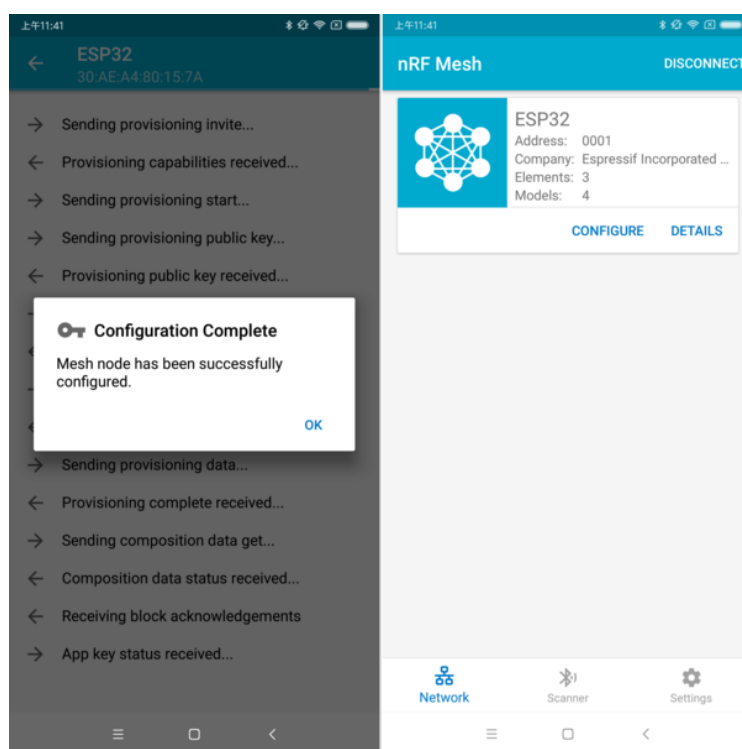 上午11:41
ESP32
30:AE:A4:80:15:7A
Sending provisioning invite...
Provisioning capabilities received...
Sending provisioning start...
Sending provisioning public key...
Provisioning public key received...
Configuration Complete
Mesh node has been successfully
configured.
OK
Sending provisioning data...
Provisioning complete received...
Sending composition data get...
Composition data status received...
Receiving block acknowledgements
App key status received...
上午11:41
nRF Mesh
DISCONNECT
ESP32
Address: 0001
Company: Espressif Incorporated ...
Elements: 3
Models: 4
CONFIGURE DETAILS
Network Scanner Settings